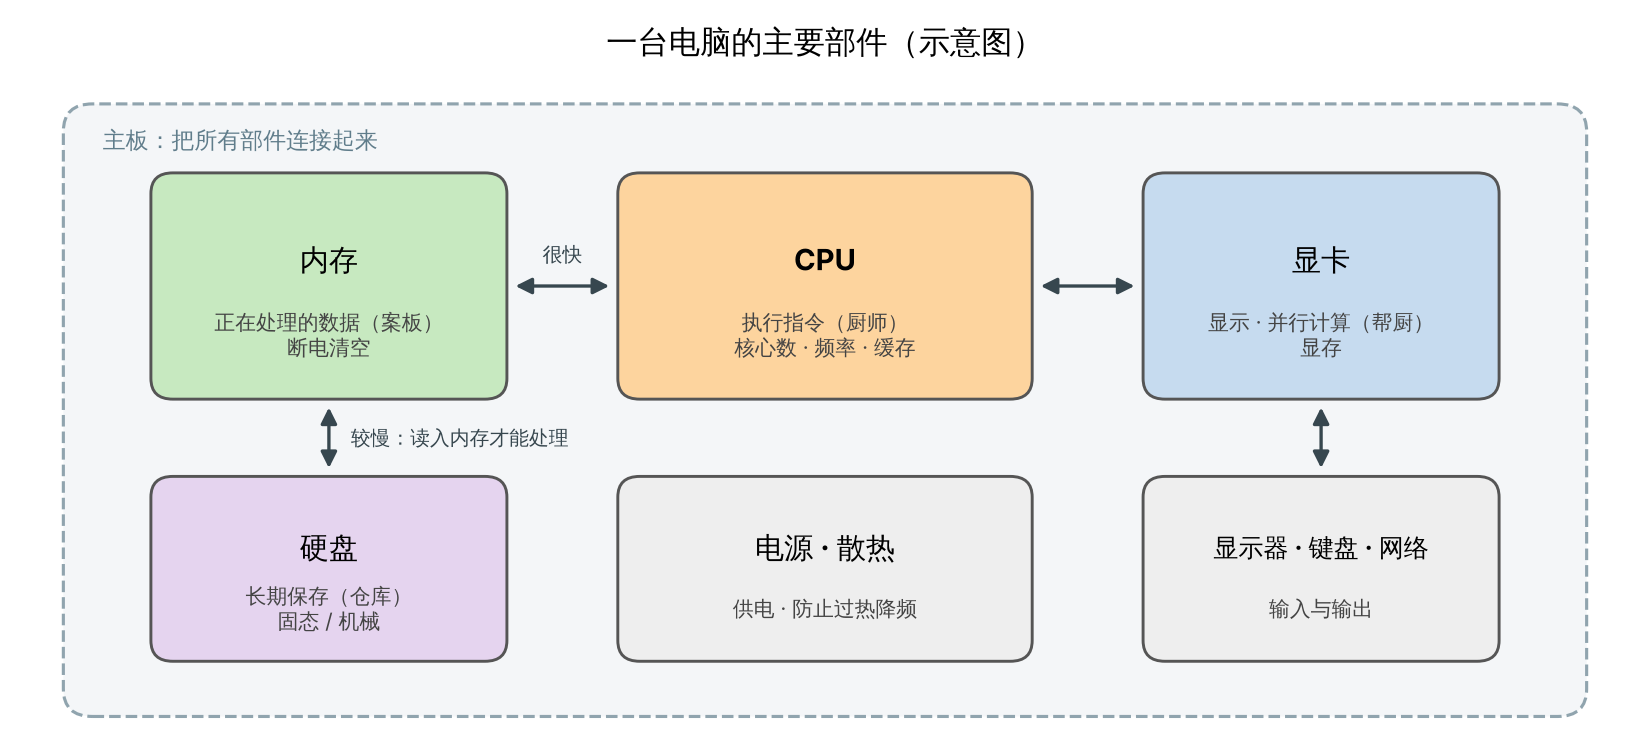 一台电脑的主要部件（示意图）
主板：把所有部件连接起来
内存
正在处理的数据（案板）
断电清空
很快
CPU
执行指令（厨师）
核心数 · 频率 · 缓存
显卡
显示 · 并行计算（帮厨）
显存
较慢：读入内存才能处理
硬盘
长期保存（仓库）
固态 / 机械
电源 · 散热
供电 · 防止过热降频
显示器 · 键盘 · 网络
输入与输出